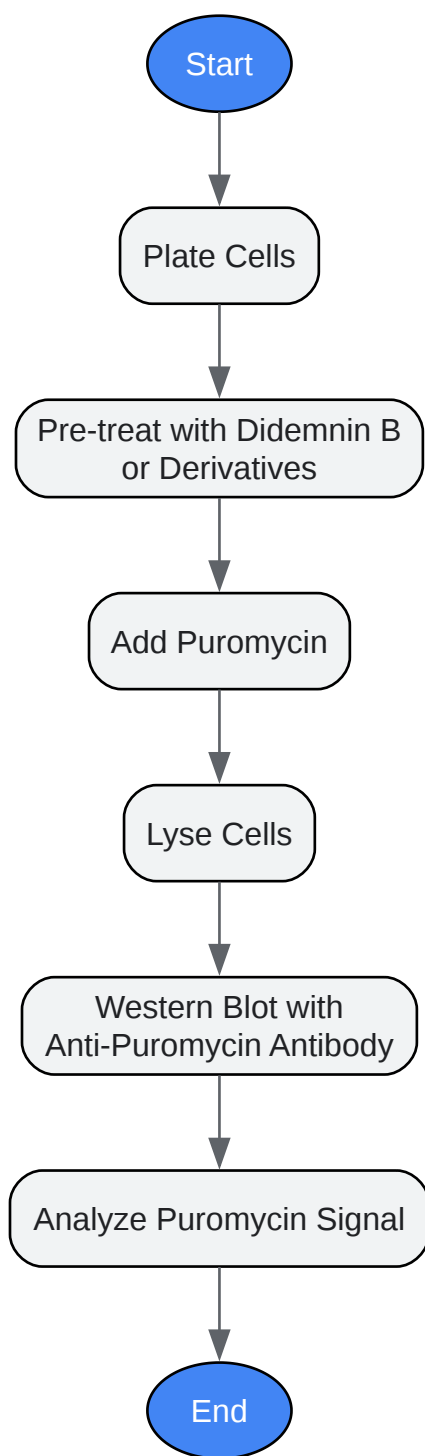 Start
Plate Cells
Pre-treat with Didemnin B
or Derivatives
Add Puromycin
Lyse Cells
Western Blot with
Anti-Puromycin Antibody
Analyze Puromycin Signal
End